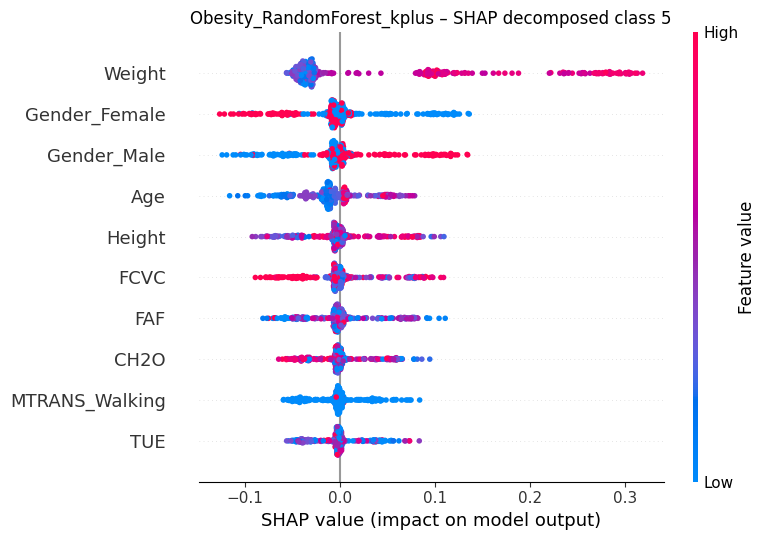 Obesity_RandomForest_kplus – SHAP decomposed class 5
High
Weight
Gender_Female
Gender_Male
Age
Height
FCVC
FAF
CH2O
MTRANS_Walking
TUE
Feature value
Low
−0.1 0.0 0.1 0.2 0.3
SHAP value (impact on model output)